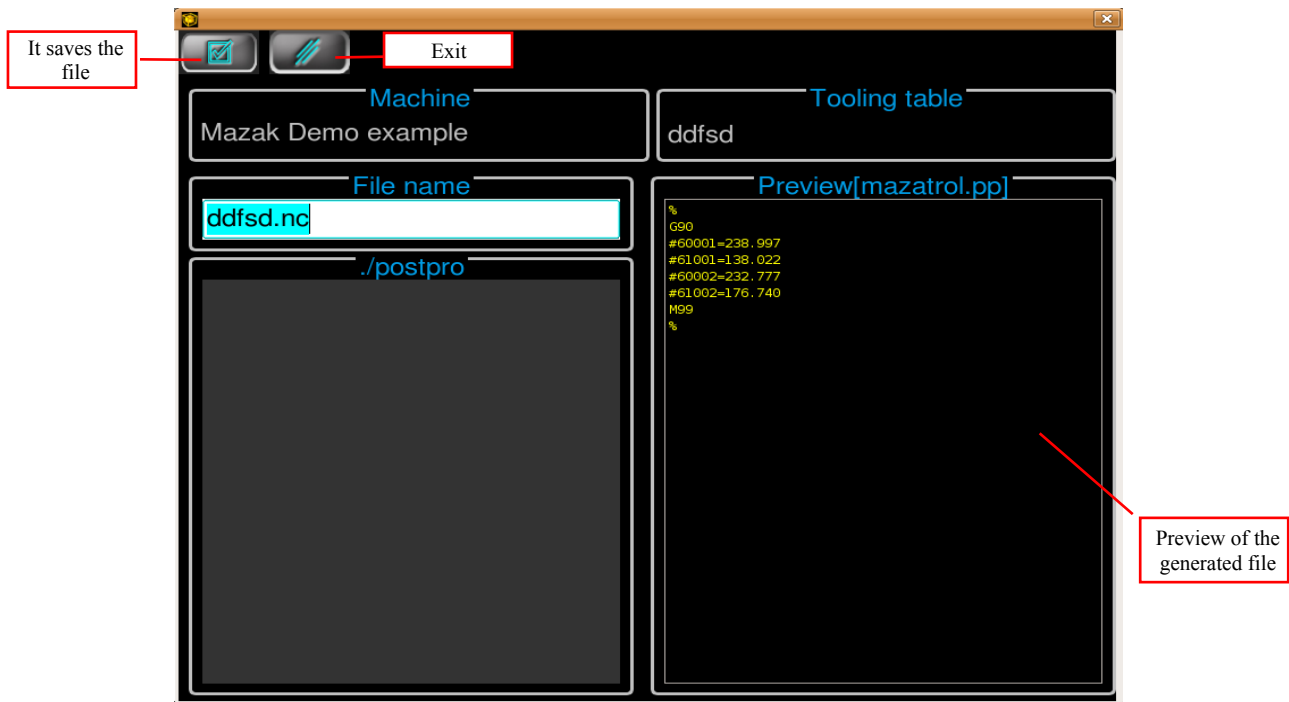 It saves the
file
Exit
Machine
Mazak Demo example
Tooling table
ddfsd
File name
ddfsd.nc
./postpro
Preview[mazatrol.pp]
%
G90
#60001=238.997
#61001=138.022
#60002=232.777
#61002=176.740
M99
%
Preview of the
generated file